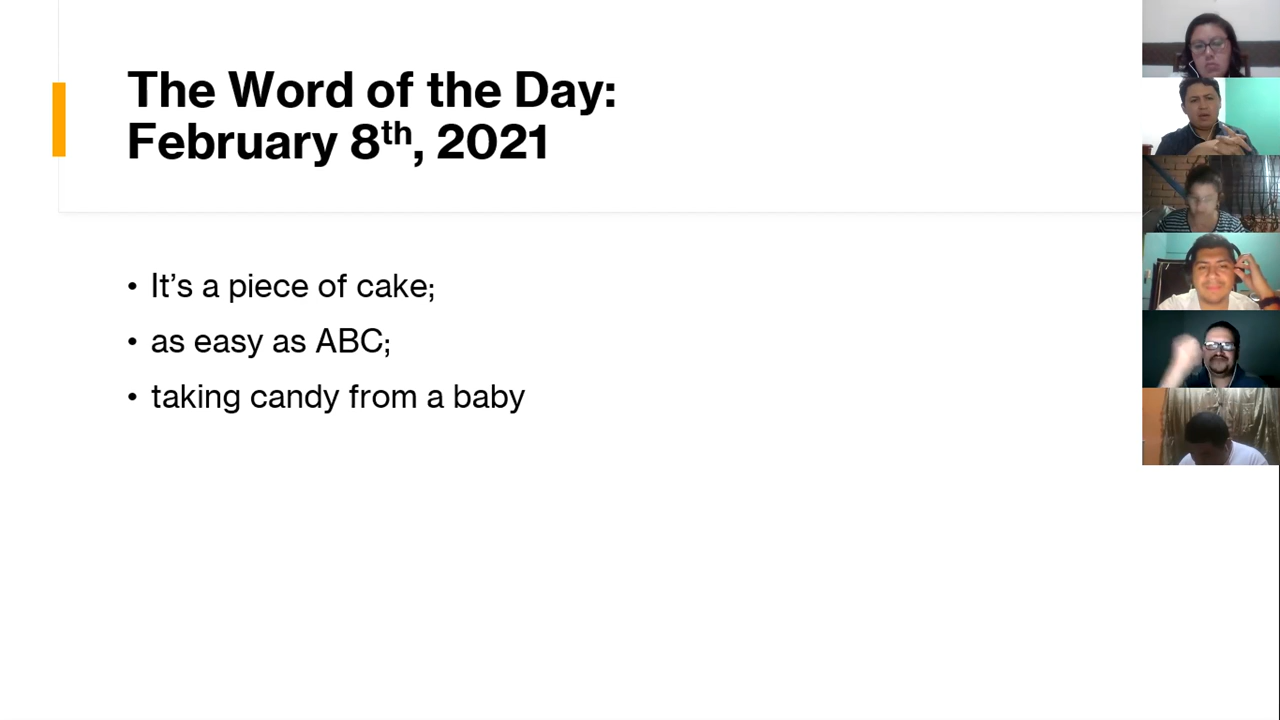 The Word of the Day:
February 8th, 2021
• It's a piece of cake;
• as easy as ABC;
• taking candy from a baby